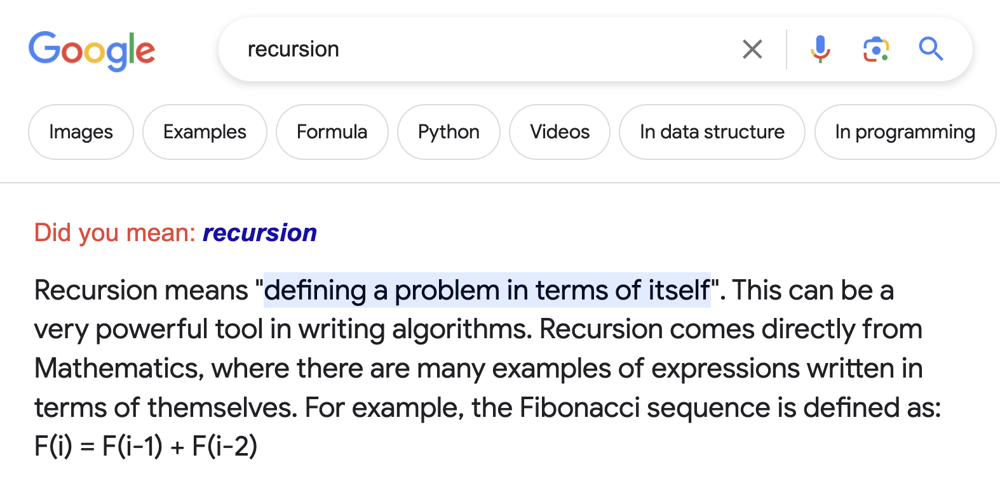 Google
recursion
Images Examples Formula Python Videos In data structure In programming
Did you mean: recursion
Recursion means "defining a problem in terms of itself". This can be a
very powerful tool in writing algorithms. Recursion comes directly from
Mathematics, where there are many examples of expressions written in
terms of themselves. For example, the Fibonacci sequence is defined as:
F(i) = F(i-1) + F(i-2)